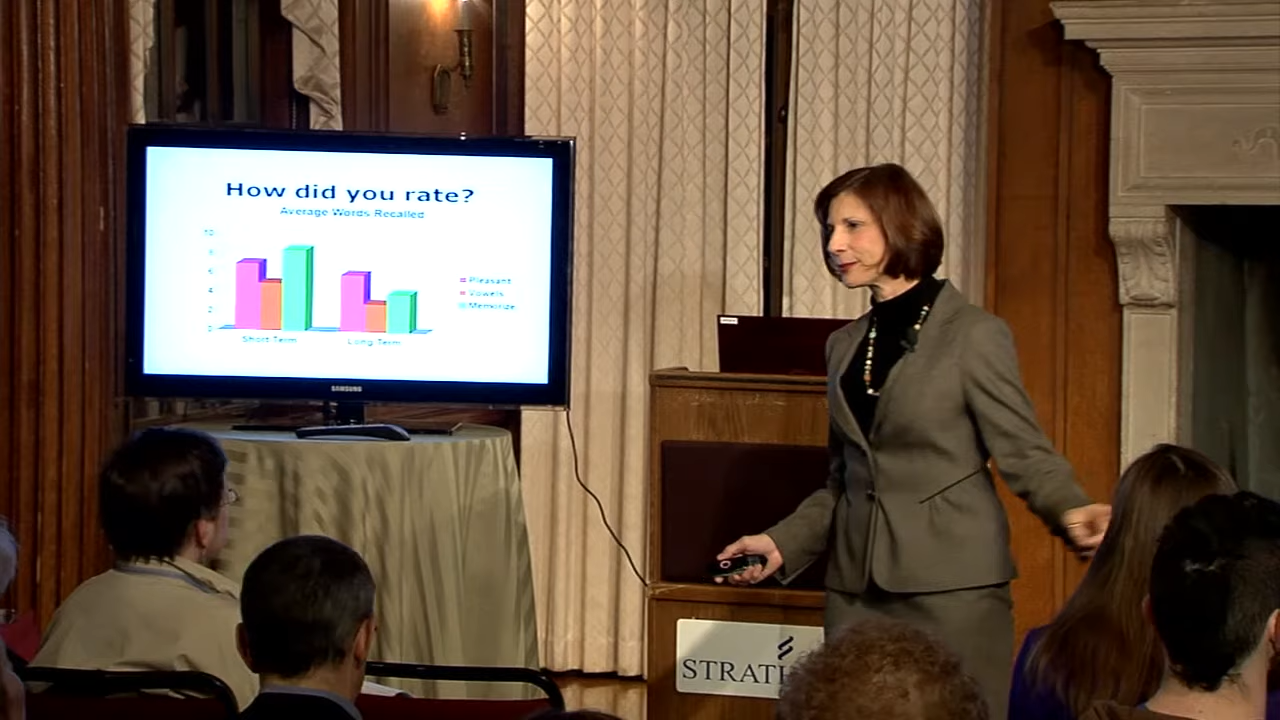 How did you rate?
Average Words Recalled
10
8
6
4
2
0
Pleasant
Vowels
Memorize
Short Term
Long Term
SAMSUNG
STRATH